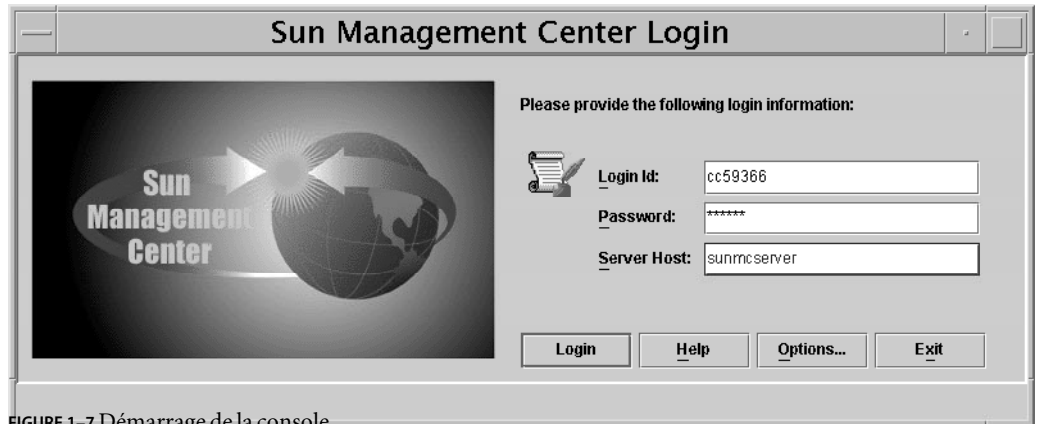 Sun Management Center Login
Sun
Management
Center
Please provide the following login information:
Login Id: cc59366
Password: ******
Server Host: sunmcserver
Login Help Options... Exit
FIGURE 1–7 Démarrage de la console